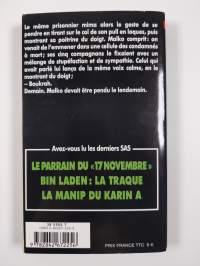 Le même prisonnier mima alors le geste de se
pendre en tirant sur le col de son pull en loques, puis
montrant sa poitrine du doigt. Malko comprit : on
venait de l'emmener dans une cellule des condamnés à
mort ; ses cinq compagnons le fixaient avec un
mélange de stupéfaction et de sympathie. Celui qui
avait parlé lui lança de la même voix calme, en le
montrant du doigt :
– Boukrah.
Demain. Malko devait être pendu le lendemain.
Avez-vous lu les derniers SAS
LE PARRAIN DU «17 NOVEMBRE»
BIN LADEN : LA TRAQUE
LA MANIP DU KARIN A
PRIX FRANCE TTC 6 €